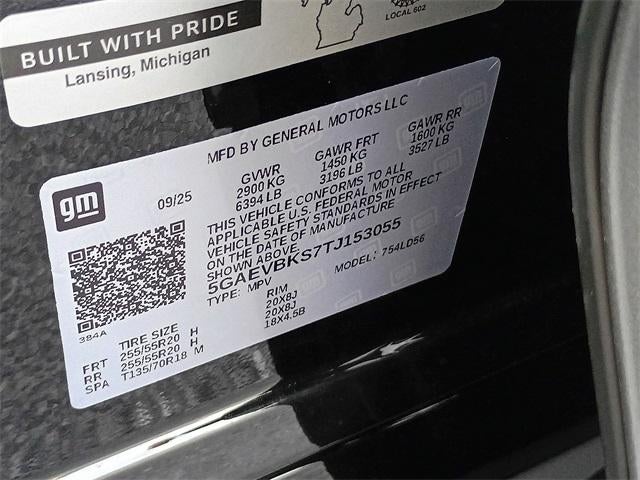 BUILT WITH PRIDE
Lansing, Michigan
LOCAL 602
gm
09/25
MFD BY GENERAL MOTORS LLC
GVWR GAWR FRT GAWR RR
2900 KG 1450 KG 1600 KG
6394 LB 3196 LB 3527 LB
THIS VEHICLE CONFORMS TO ALL
APPLICABLE U.S. FEDERAL MOTOR
VEHICLE SAFETY STANDARDS IN EFFECT
ON THE DATE OF MANUFACTURE
SHOWN ABOVE.
5GAEVBKS7TJ153055
TYPE: MPV MODEL: 754LD56
384A
TIRE SIZE RIM
FRT 255/55R20 H 20X8J
RR 255/55R20 H 20X8J
SPA T135/70R18 M 18X4.5B